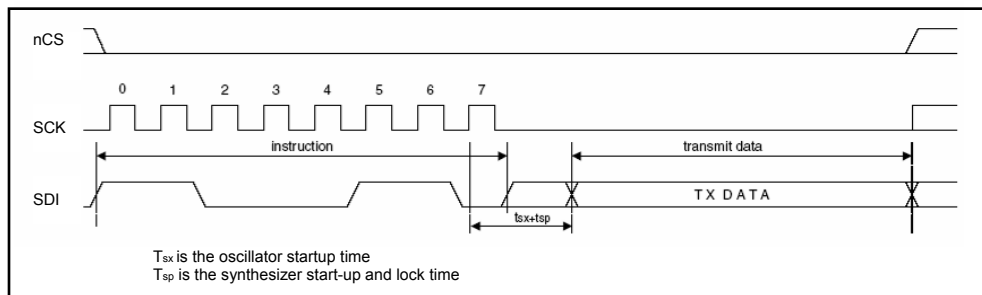 nCS
0 1 2 3 4 5 6 7
SCK
instruction transmit data
SDI TX DATA
tsx+tsp
Tsx is the oscillator startup time
Tsp is the synthesizer start-up and lock time